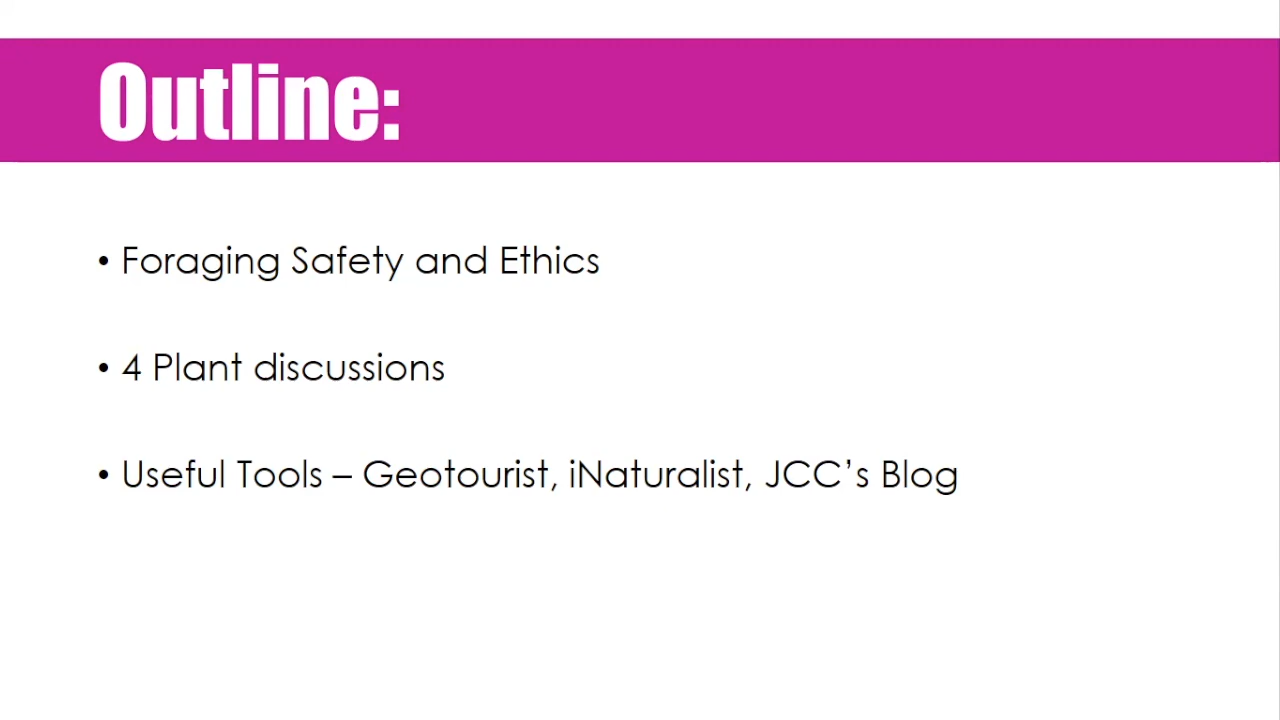 Outline:
• Foraging Safety and Ethics
• 4 Plant discussions
• Useful Tools – Geotourist, iNaturalist, JCC’s Blog